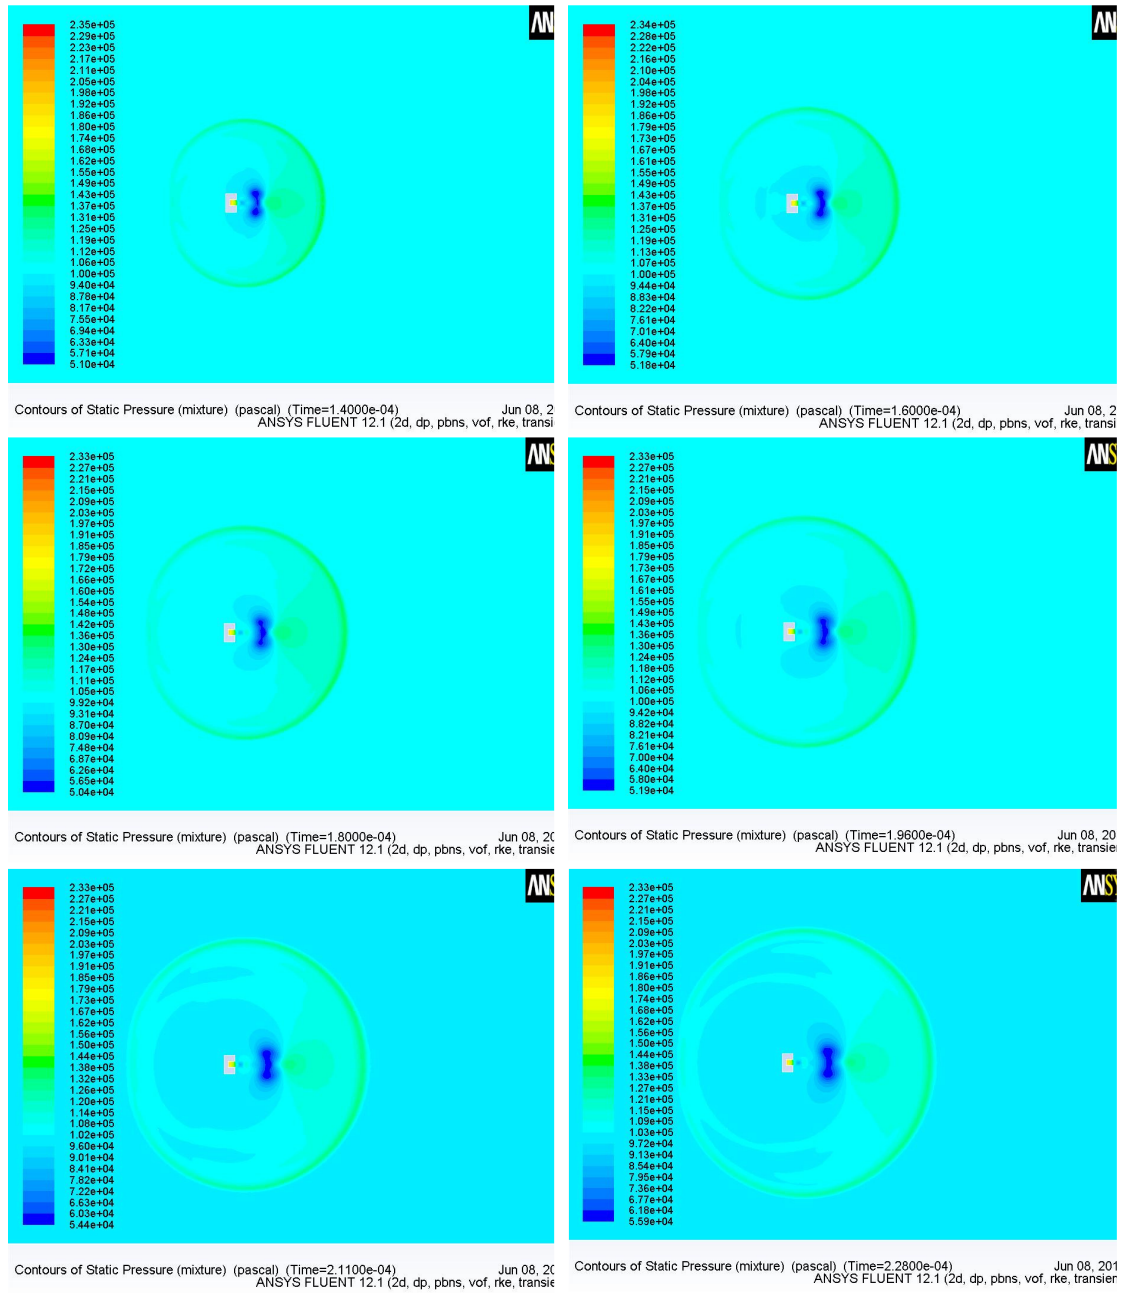 AN
2.35e+05
2.29e+05
2.23e+05
2.17e+05
2.11e+05
2.05e+05
1.98e+05
1.92e+05
1.86e+05
1.80e+05
1.74e+05
1.68e+05
1.62e+05
1.55e+05
1.49e+05
1.43e+05
1.37e+05
1.31e+05
1.25e+05
1.19e+05
1.12e+05
1.06e+05
1.00e+05
9.40e+04
8.78e+04
8.17e+04
7.55e+04
6.94e+04
6.33e+04
5.71e+04
5.10e+04
Contours of Static Pressure (mixture) (pascal) (Time=1.4000e-04) Jun 08, 2
ANSYS FLUENT 12.1 (2d, dp, pbns, vof, rke, transi
AN
2.34e+05
2.28e+05
2.22e+05
2.16e+05
2.10e+05
2.04e+05
1.98e+05
1.92e+05
1.86e+05
1.79e+05
1.73e+05
1.67e+05
1.61e+05
1.55e+05
1.49e+05
1.43e+05
1.37e+05
1.31e+05
1.25e+05
1.19e+05
1.13e+05
1.07e+05
1.00e+05
9.44e+04
8.83e+04
8.22e+04
7.61e+04
7.01e+04
6.40e+04
5.79e+04
5.18e+04
Contours of Static Pressure (mixture) (pascal) (Time=1.6000e-04) Jun 08, 2
ANSYS FLUENT 12.1 (2d, dp, pbns, vof, rke, transi
ANS
2.33e+05
2.27e+05
2.21e+05
2.15e+05
2.09e+05
2.03e+05
1.97e+05
1.91e+05
1.85e+05
1.79e+05
1.72e+05
1.66e+05
1.60e+05
1.54e+05
1.48e+05
1.42e+05
1.36e+05
1.30e+05
1.24e+05
1.17e+05
1.11e+05
1.05e+05
9.92e+04
9.31e+04
8.70e+04
8.09e+04
7.48e+04
6.87e+04
6.26e+04
5.65e+04
5.04e+04
Contours of Static Pressure (mixture) (pascal) (Time=1.8000e-04) Jun 08, 20
ANSYS FLUENT 12.1 (2d, dp, pbns, vof, rke, transie
ANS
2.33e+05
2.27e+05
2.21e+05
2.15e+05
2.09e+05
2.03e+05
1.97e+05
1.91e+05
1.85e+05
1.79e+05
1.73e+05
1.67e+05
1.61e+05
1.55e+05
1.49e+05
1.43e+05
1.36e+05
1.30e+05
1.24e+05
1.18e+05
1.12e+05
1.06e+05
1.00e+05
9.42e+04
8.82e+04
8.21e+04
7.61e+04
7.00e+04
6.40e+04
5.80e+04
5.19e+04
Contours of Static Pressure (mixture) (pascal) (Time=1.9600e-04) Jun 08, 20
ANSYS FLUENT 12.1 (2d, dp, pbns, vof, rke, transie
ANS
2.33e+05
2.27e+05
2.21e+05
2.15e+05
2.09e+05
2.03e+05
1.97e+05
1.91e+05
1.85e+05
1.79e+05
1.73e+05
1.67e+05
1.62e+05
1.56e+05
1.50e+05
1.44e+05
1.38e+05
1.32e+05
1.26e+05
1.20e+05
1.14e+05
1.08e+05
1.02e+05
9.60e+04
9.01e+04
8.41e+04
7.82e+04
7.22e+04
6.63e+04
6.03e+04
5.44e+04
Contours of Static Pressure (mixture) (pascal) (Time=2.1100e-04) Jun 08, 20
ANSYS FLUENT 12.1 (2d, dp, pbns, vof, rke, transie
ANSY
2.33e+05
2.27e+05
2.21e+05
2.15e+05
2.09e+05
2.03e+05
1.97e+05
1.91e+05
1.86e+05
1.80e+05
1.74e+05
1.68e+05
1.62e+05
1.56e+05
1.50e+05
1.44e+05
1.38e+05
1.33e+05
1.27e+05
1.21e+05
1.15e+05
1.09e+05
1.03e+05
9.72e+04
9.13e+04
8.54e+04
7.95e+04
7.36e+04
6.77e+04
6.18e+04
5.59e+04
Contours of Static Pressure (mixture) (pascal) (Time=2.2800e-04) Jun 08, 201
ANSYS FLUENT 12.1 (2d, dp, pbns, vof, rke, transien